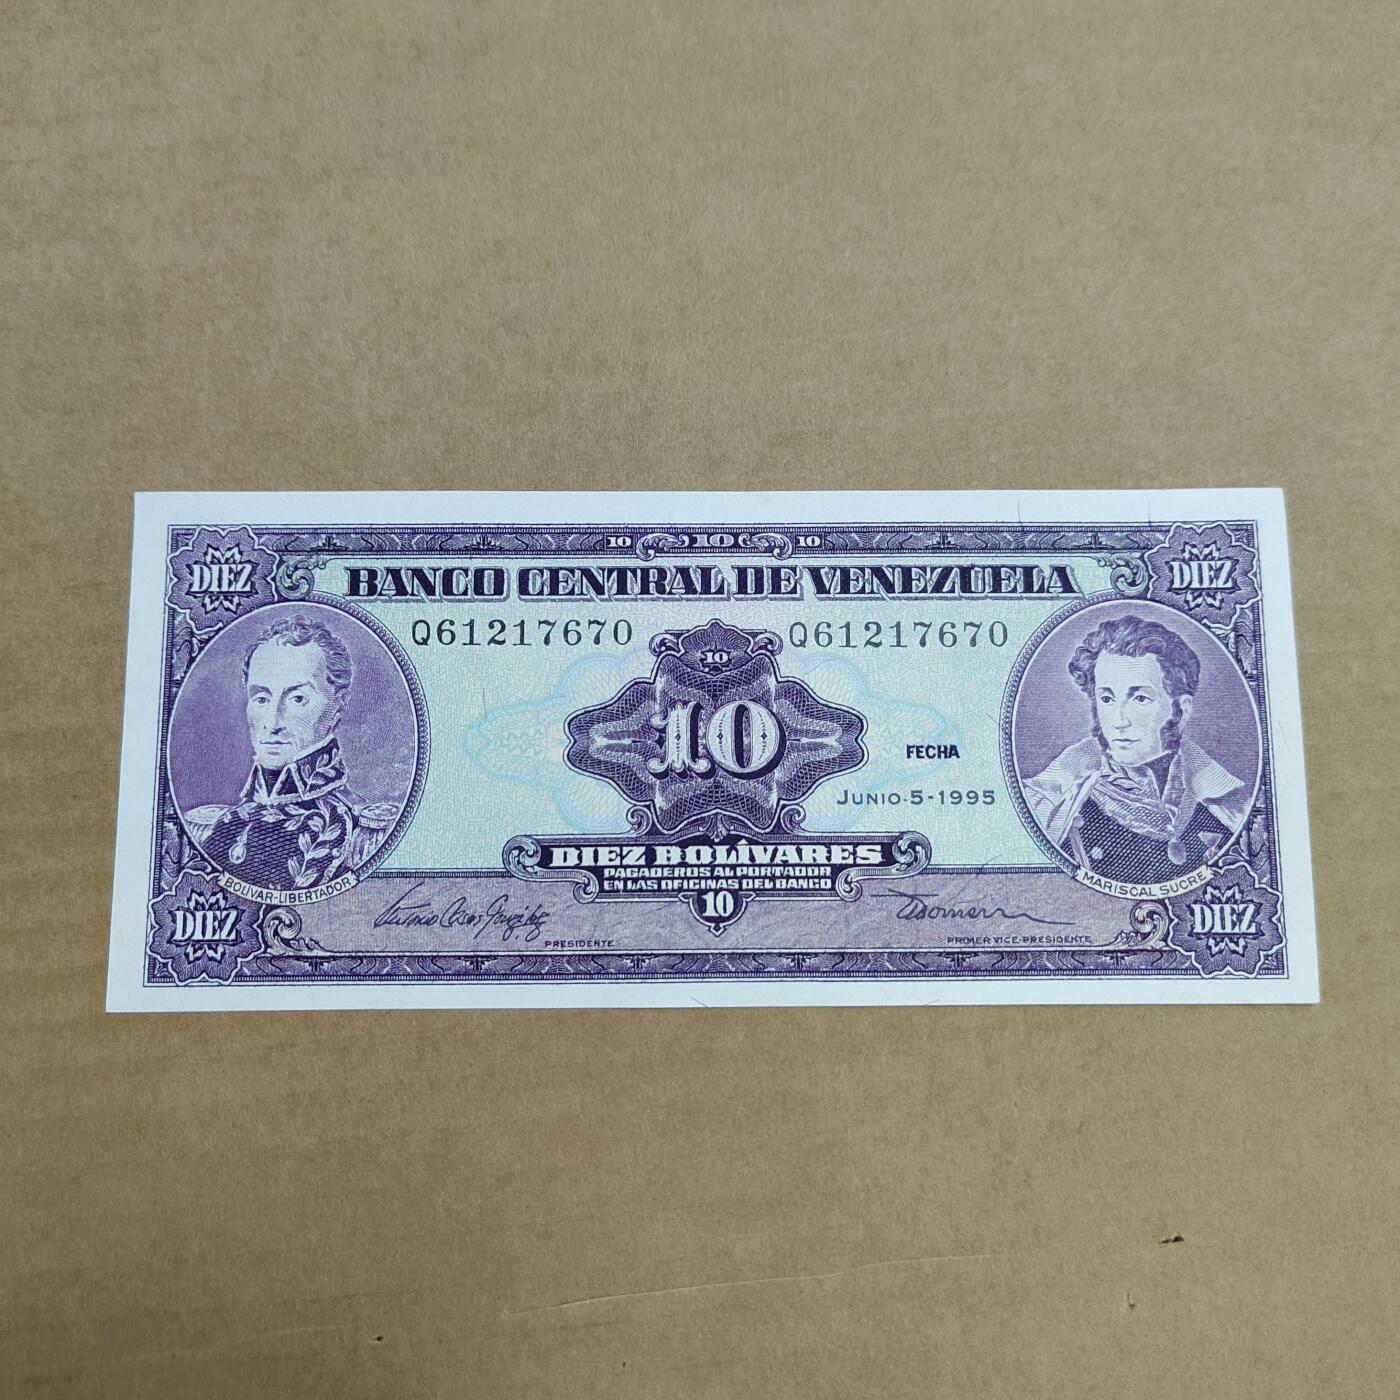 10 10 10
DIEZ DIEZ
BANCO CENTRAL DE VENEZUELA
Q61217670 Q61217670
10
10
FECHA
JUNIO-5-1995
DIEZ BOLÍVARES
PAGADEROS AL PORTADOR
EN LAS OFICINAS DEL BANCO
10
BOLIVAR-LIBERTADOR
MARISCAL SUCRE
DIEZ DIEZ
PRESIDENTE
PRIMER VICE-PRESIDENTE